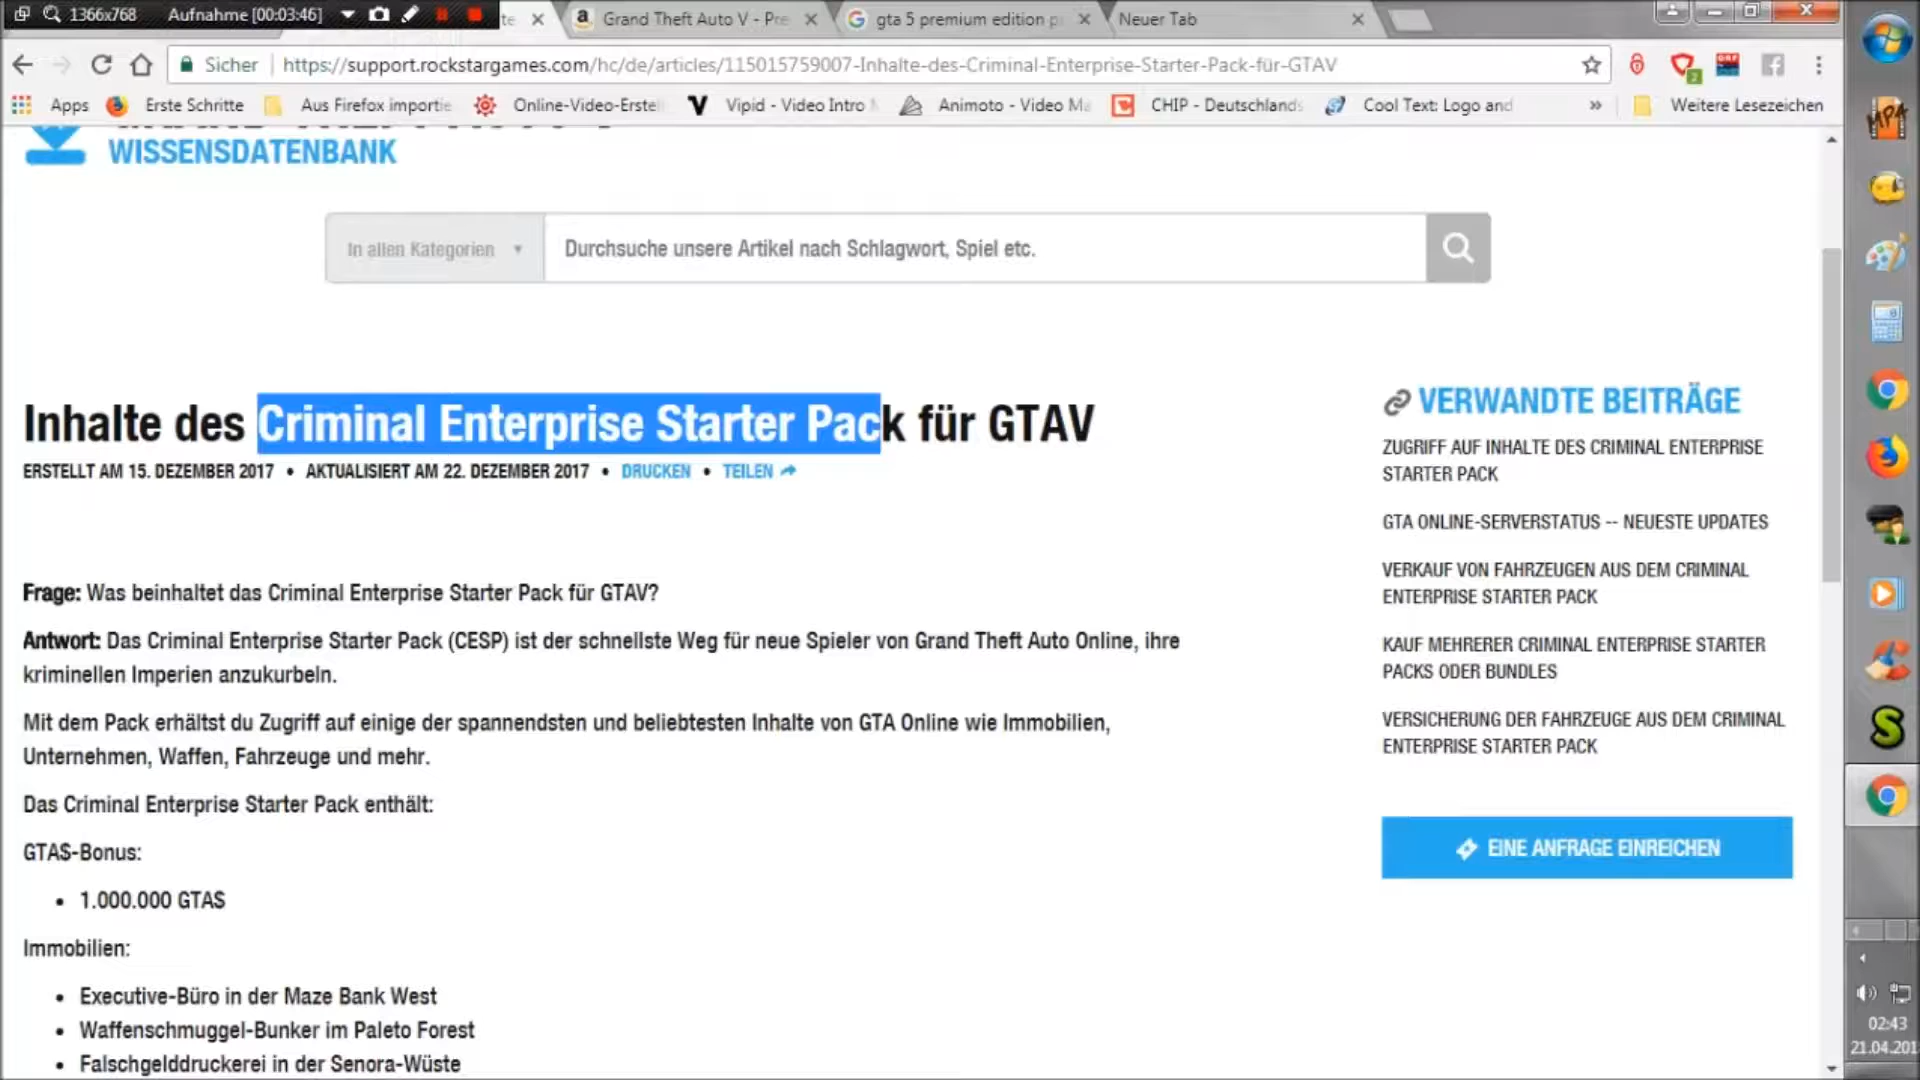 1366x768 Aufnahme [00:03:46]
Grand Theft Auto V - Pre
gta 5 premium edition p
Neuer Tab
Sicher https://support.rockstargames.com/hc/de/articles/115015759007-Inhalte-des-Criminal-Enterprise-Starter-Pack-für-GTAV
Apps Erste Schritte Aus Firefox importie Online-Video-Erstel Vipid - Video Intro Animoto - Video Ma CHIP - Deutschlands Cool Text: Logo and » Weitere Lesezeichen
WISSENSDATENBANK
In allen Kategorien Durchsuche unsere Artikel nach Schlagwort, Spiel etc.
Inhalte des Criminal Enterprise Starter Pack für GTAV
ERSTELLT AM 15. DEZEMBER 2017 • AKTUALISIERT AM 22. DEZEMBER 2017 • DRUCKEN • TEILEN
Frage: Was beinhaltet das Criminal Enterprise Starter Pack für GTAV?
Antwort: Das Criminal Enterprise Starter Pack (CESP) ist der schnellste Weg für neue Spieler von Grand Theft Auto Online, ihre
kriminellen Imperien anzukurbeln.
Mit dem Pack erhältst du Zugriff auf einige der spannendsten und beliebtesten Inhalte von GTA Online wie Immobilien,
Unternehmen, Waffen, Fahrzeuge und mehr.
Das Criminal Enterprise Starter Pack enthält:
GTA$-Bonus:
• 1.000.000 GTA$
Immobilien:
• Executive-Büro in der Maze Bank West
• Waffenschmuggel-Bunker im Paleto Forest
• Falschgelddruckerei in der Senora-Wüste
VERWANDTE BEITRÄGE
ZUGRIFF AUF INHALTE DES CRIMINAL ENTERPRISE
STARTER PACK
GTA ONLINE-SERVERSTATUS -- NEUESTE UPDATES
VERKAUF VON FAHRZEUGEN AUS DEM CRIMINAL
ENTERPRISE STARTER PACK
KAUF MEHRERER CRIMINAL ENTERPRISE STARTER
PACKS ODER BUNDLES
VERSICHERUNG DER FAHRZEUGE AUS DEM CRIMINAL
ENTERPRISE STARTER PACK
EINE ANFRAGE EINREICHEN
02:43
21.04.201